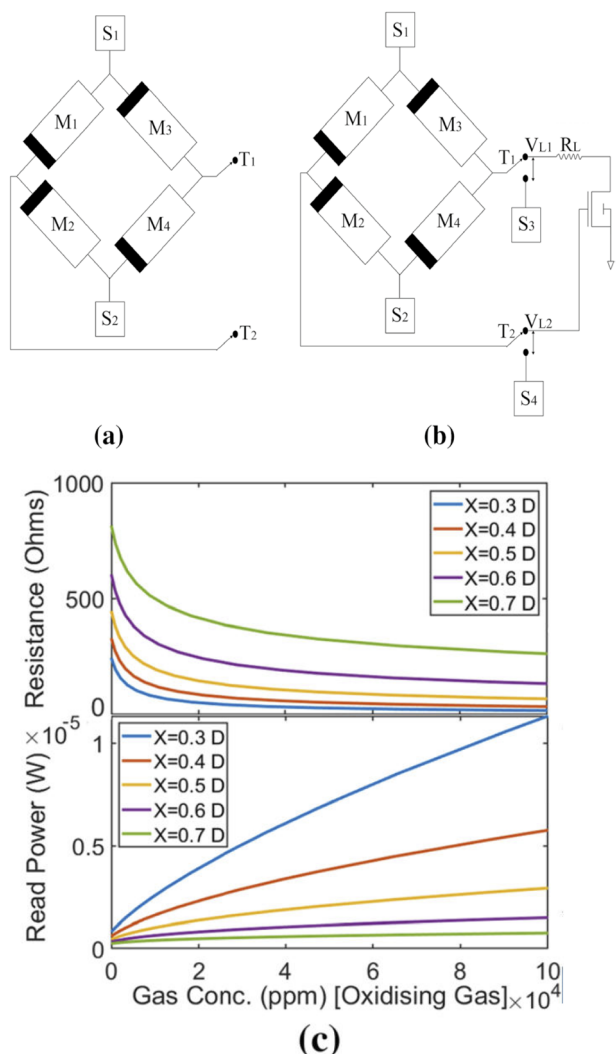 S1
S1
M1
M3
M1
M3
T1
T1
VL1
RL
M2
M4
M2
M4
S3
S2
S2
T2
T2
VL2
S4
(a)
(b)
Resistance (Ohms)
1000
500
0
X=0.3 D
X=0.4 D
X=0.5 D
X=0.6 D
X=0.7 D
Read Power (W) ×10^-5
1
0.5
0
X=0.3 D
X=0.4 D
X=0.5 D
X=0.6 D
X=0.7 D
0 2 4 6 8 10
Gas Conc. (ppm) [Oxidising Gas] ×10^4
(c)